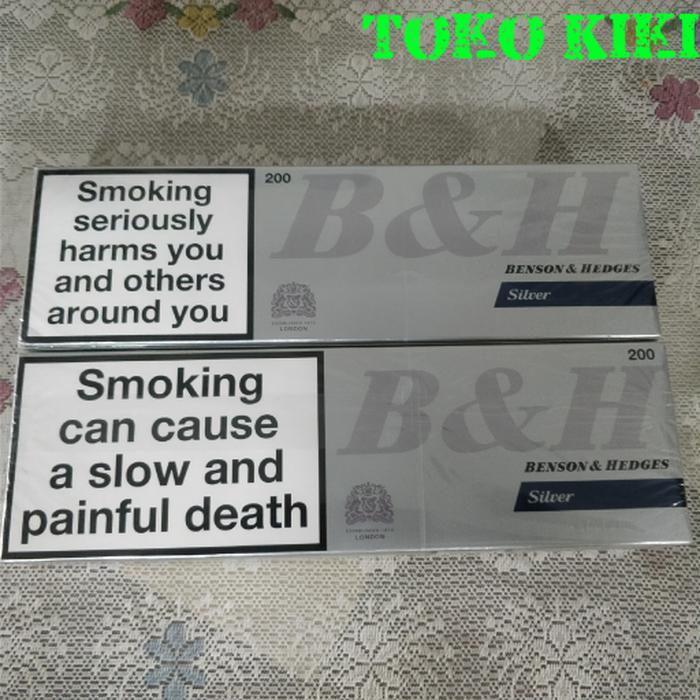 TOKO KIKI
Smoking
seriously
harms you
and others
around you
200
B&H
BENSON & HEDGES
Silver
LONDON
Smoking
can cause
a slow and
painful death
200
B&H
BENSON & HEDGES
Silver
LONDON